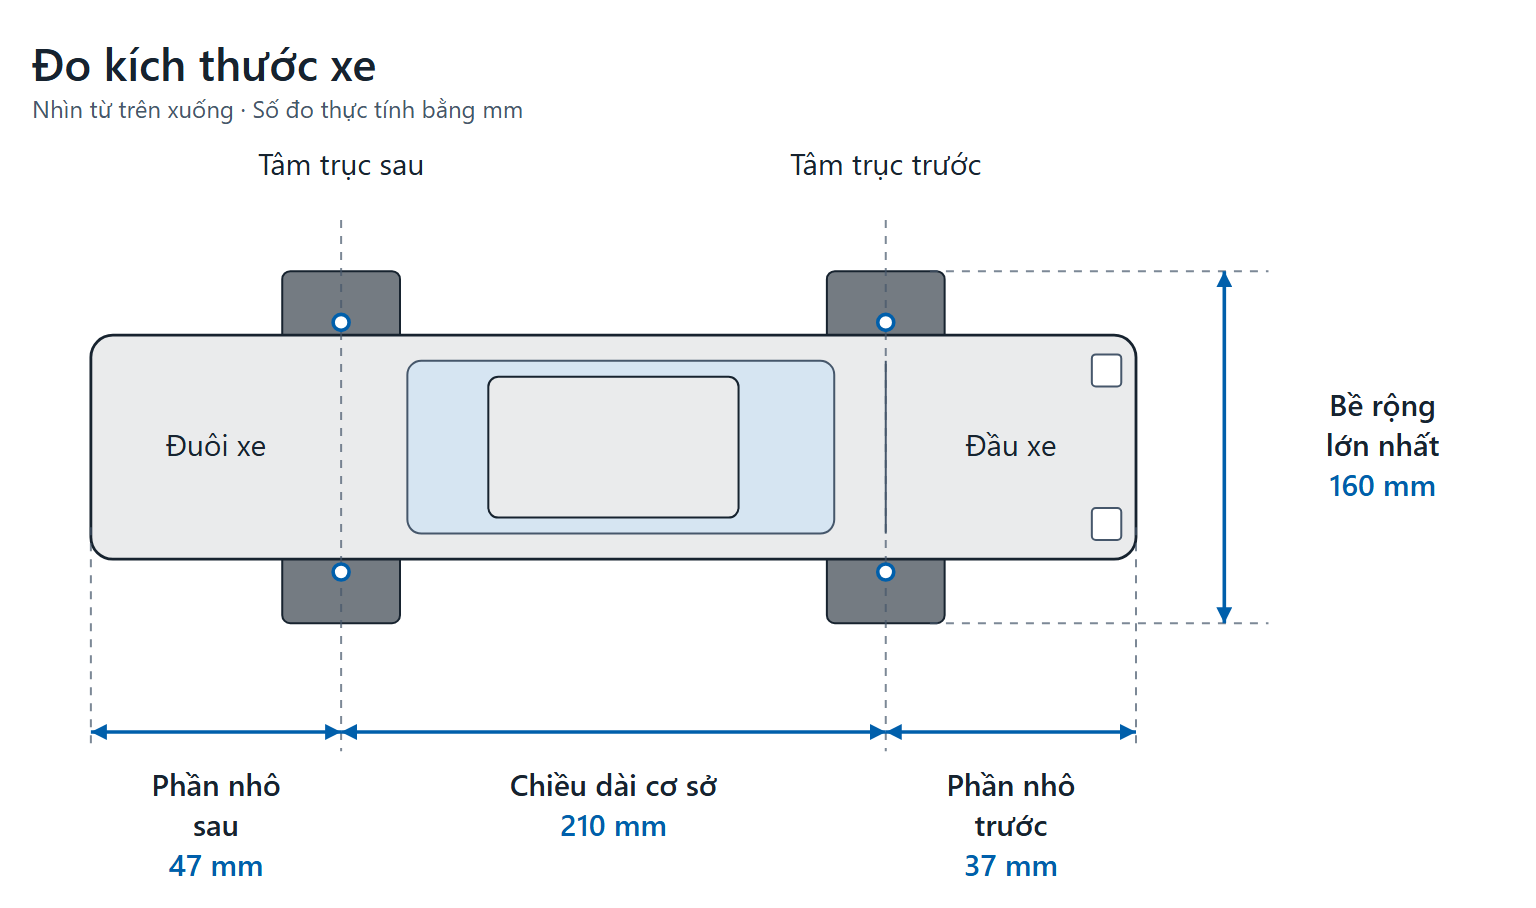 Đo kích thước xe
Nhìn từ trên xuống · Số đo thực tính bằng mm
Tâm trục sau
Tâm trục trước
Đuôi xe
Đầu xe
Bề rộng
lớn nhất
160 mm
Phần nhô
sau
47 mm
Chiều dài cơ sở
210 mm
Phần nhô
trước
37 mm